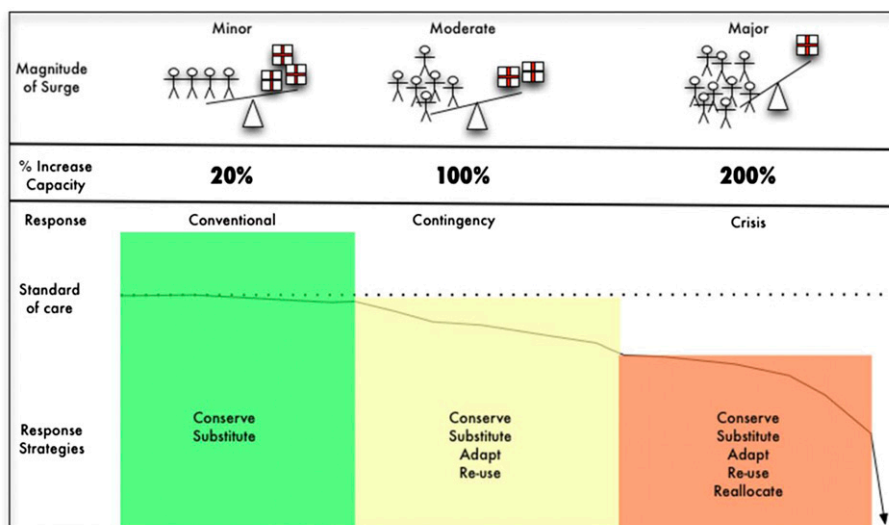 Minor Moderate Major
Magnitude
of Surge
% Increase
Capacity
20% 100% 200%
Response Conventional Contingency Crisis
Standard
of care
Response
Strategies
Conserve
Substitute
Conserve
Substitute
Adapt
Re-use
Conserve
Substitute
Adapt
Re-use
Reallocate